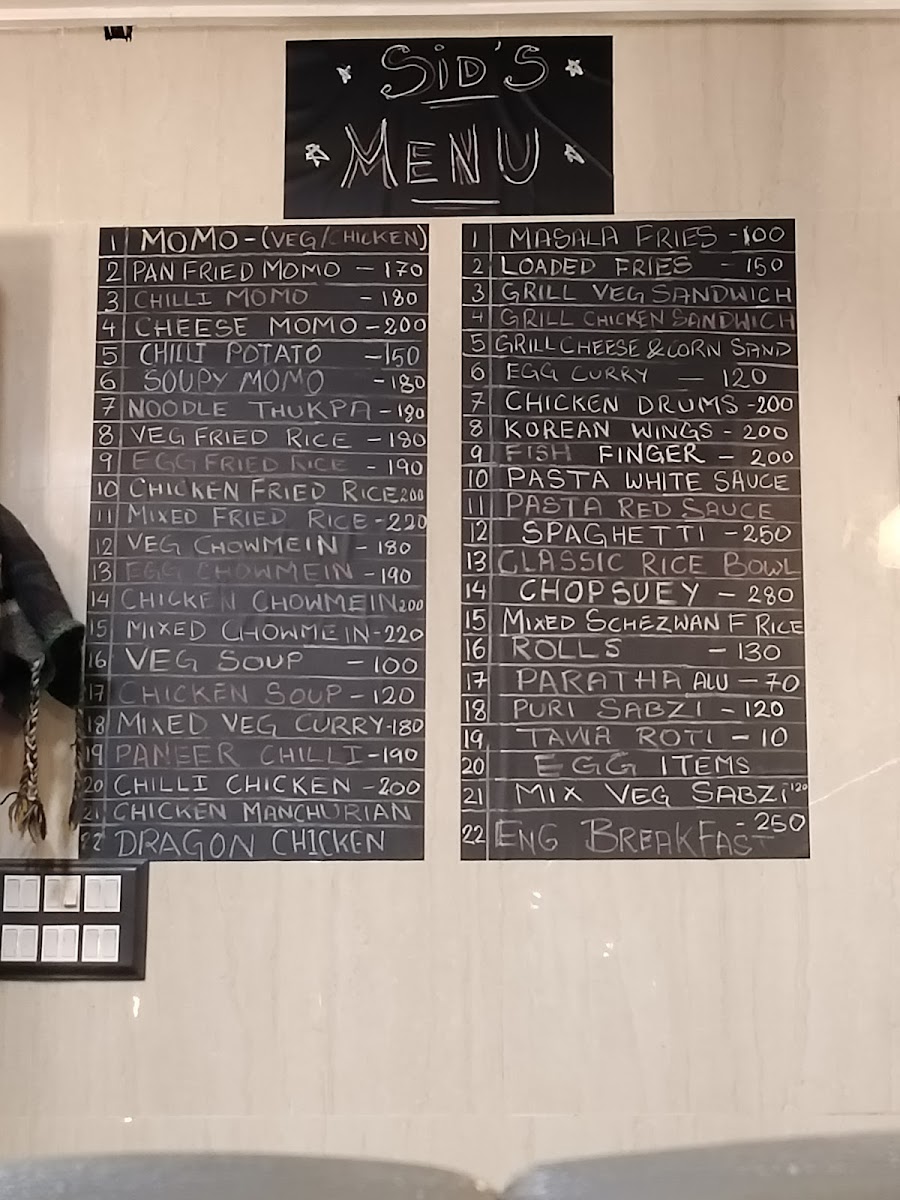 SiD'S
MENU
1 MOMO - (VEG/CHICKEN)
2 PAN FRIED MOMO - 170
3 CHILLI MOMO - 180
4 CHEESE MOMO - 200
5 CHILLI POTATO - 150
6 SOUPY MOMO - 180
7 NOODLE THUKPA - 180
8 VEG FRIED RICE - 180
9 EGG FRIED RICE - 190
10 CHICKEN FRIED RICE 200
11 MIXED FRIED RICE - 220
12 VEG CHOWMEIN - 180
13 EGG CHOWMEIN - 190
14 CHICKEN CHOWMEIN 200
15 MIXED CHOWMEIN - 220
16 VEG SOUP - 100
17 CHICKEN SOUP - 120
18 MIXED VEG CURRY - 180
19 PANEER CHILLI - 190
20 CHILLI CHICKEN - 200
21 CHICKEN MANCHURIAN
22 DRAGON CHICKEN
1 MASALA FRIES - 100
2 LOADED FRIES - 150
3 GRILL VEG SANDWICH
4 GRILL CHICKEN SANDWICH
5 GRILL CHEESE & CORN SAND
6 EGG CURRY - 120
7 CHICKEN DRUMS - 200
8 KOREAN WINGS - 200
9 FISH FINGER - 200
10 PASTA WHITE SAUCE
11 PASTA RED SAUCE
12 SPAGHETTI - 250
13 CLASSIC RICE BOWL
14 CHOPSUEY - 280
15 MIXED SCHEZWAN F RICE
16 ROLLS - 130
17 PARATHA ALU - 70
18 PURI SABZI - 120
19 TAWA ROTI - 10
20 EGG ITEMS
21 MIX VEG SABZI 120
22 ENG BREAKFAST - 250